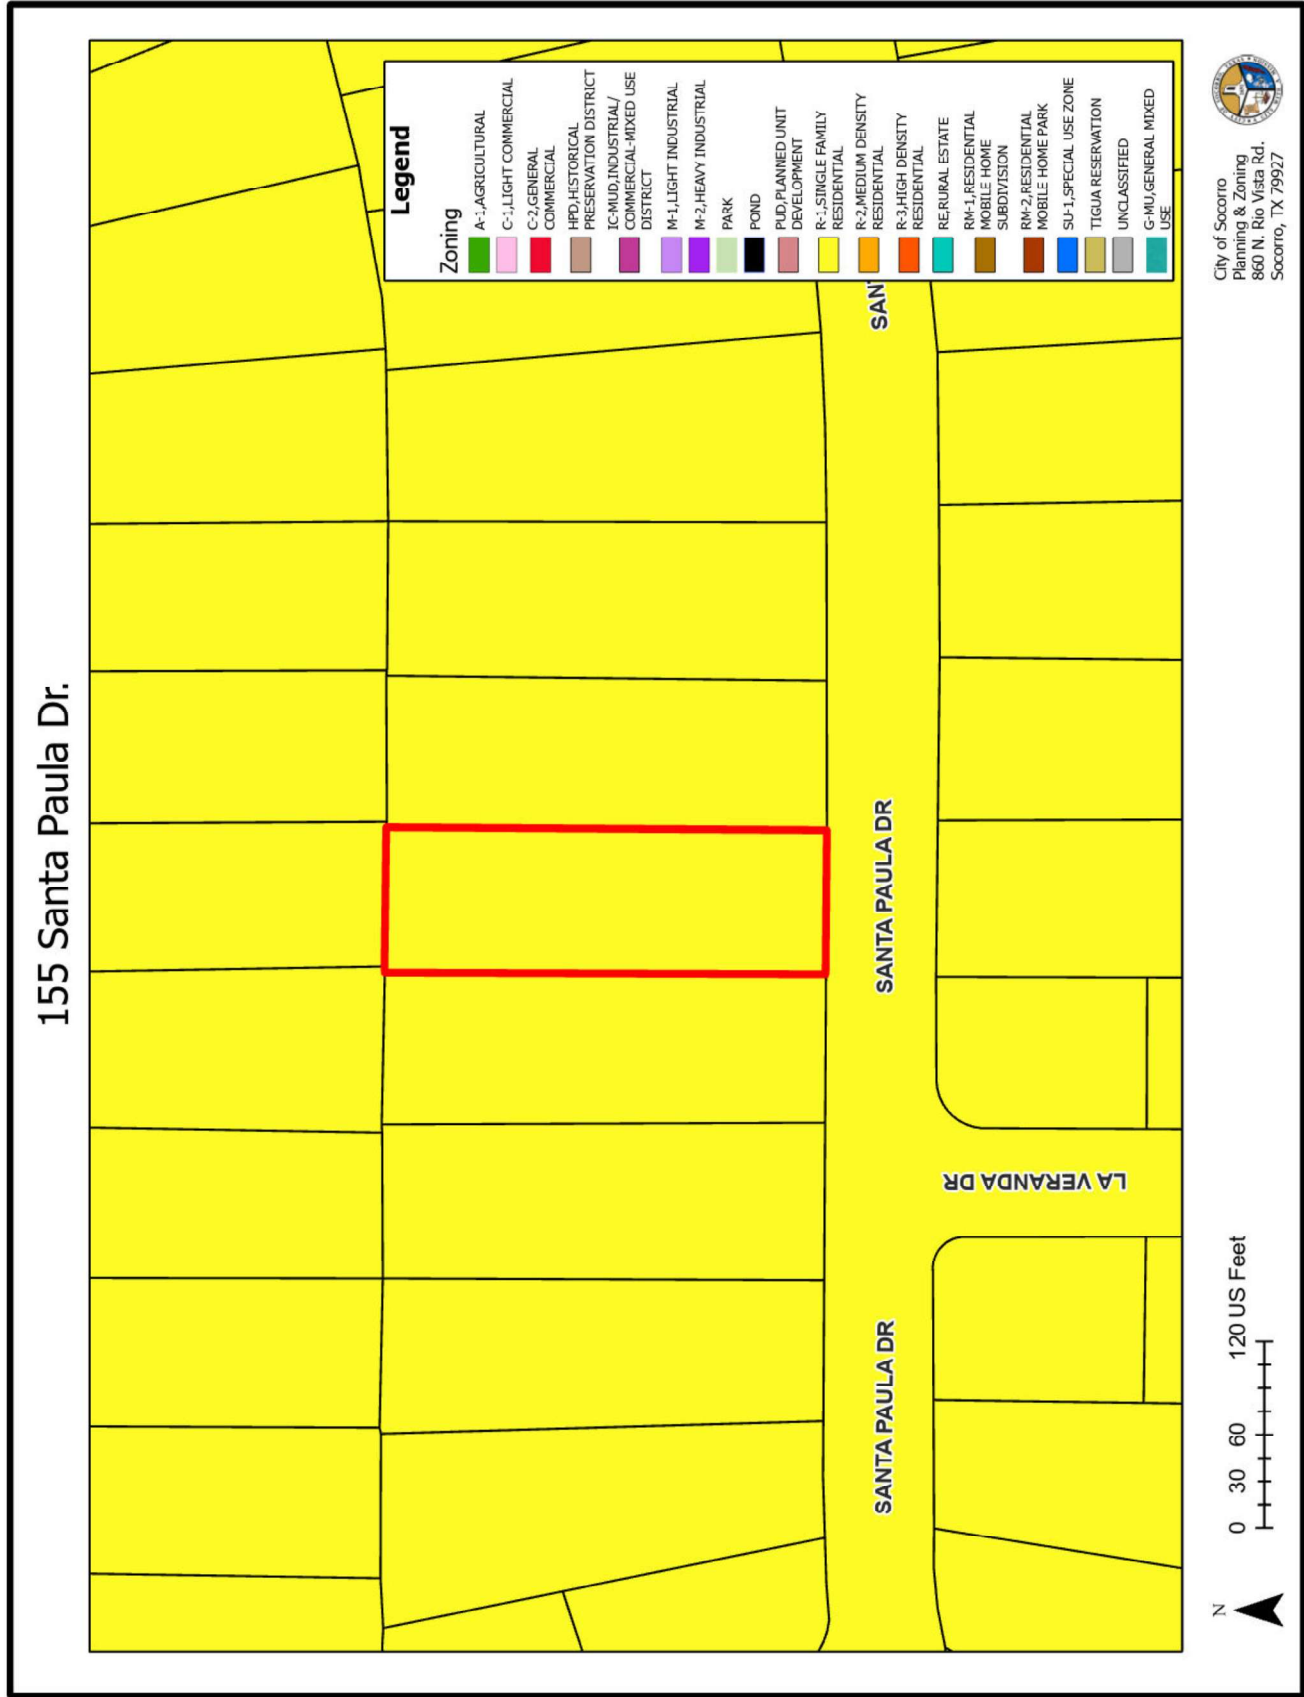 155 Santa Paula Dr.
Legend
Zoning
A-1,AGRICULTURAL
C-1,LIGHT COMMERCIAL
C-2,GENERAL
COMMERCIAL
HPD,HISTORICAL
PRESERVATION DISTRICT
IC-MUD,INDUSTRIAL/
COMMERCIAL-MIXED USE
DISTRICT
M-1,LIGHT INDUSTRIAL
M-2,HEAVY INDUSTRIAL
PARK
POND
PUD,PLANNED UNIT
DEVELOPMENT
R-1,SINGLE FAMILY
RESIDENTIAL
R-2,MEDIUM DENSITY
RESIDENTIAL
R-3,HIGH DENSITY
RESIDENTIAL
RE,RURAL ESTATE
RM-1,RESIDENTIAL
MOBILE HOME
SUBDIVISION
RM-2,RESIDENTIAL
MOBILE HOME PARK
SU-1,SPECIAL USE ZONE
TIGUA RESERVATION
UNCLASSIFIED
G-MU,GENERAL MIXED
USE
SANTA PAULA DR
SANTA PAULA DR
SAN
LA VERANDA DR
N
0 30 60 120 US Feet
City of Socorro
Planning & Zoning
860 N. Rio Vista Rd.
Socorro, TX 79927